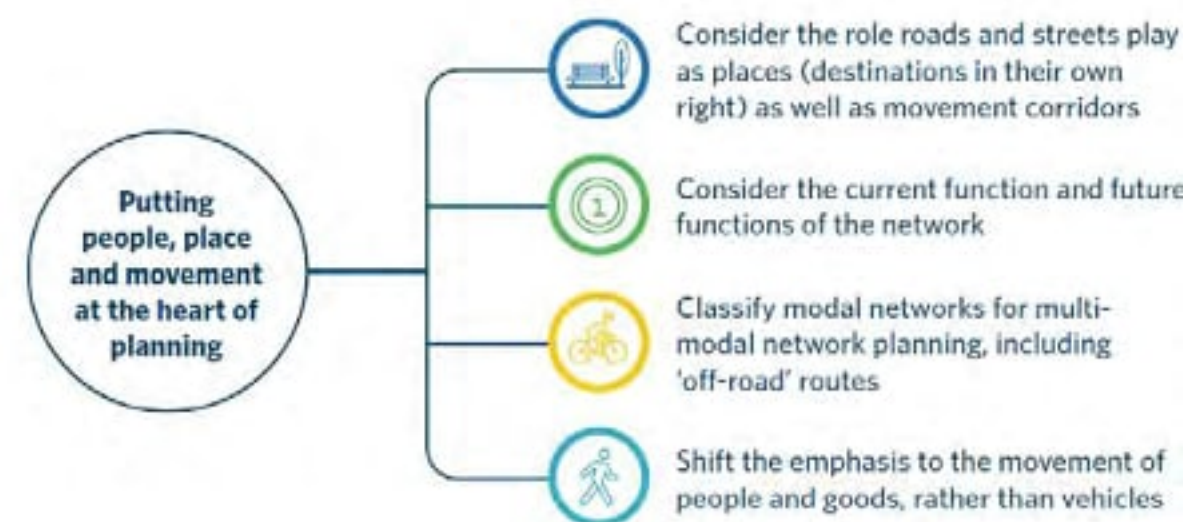 Putting
people, place
and movement
at the heart of
planning
Consider the role roads and streets play
as places (destinations in their own
right) as well as movement corridors
1
Consider the current function and future
functions of the network
Classify modal networks for multi-
modal network planning, including
‘off-road’ routes
Shift the emphasis to the movement of
people and goods, rather than vehicles